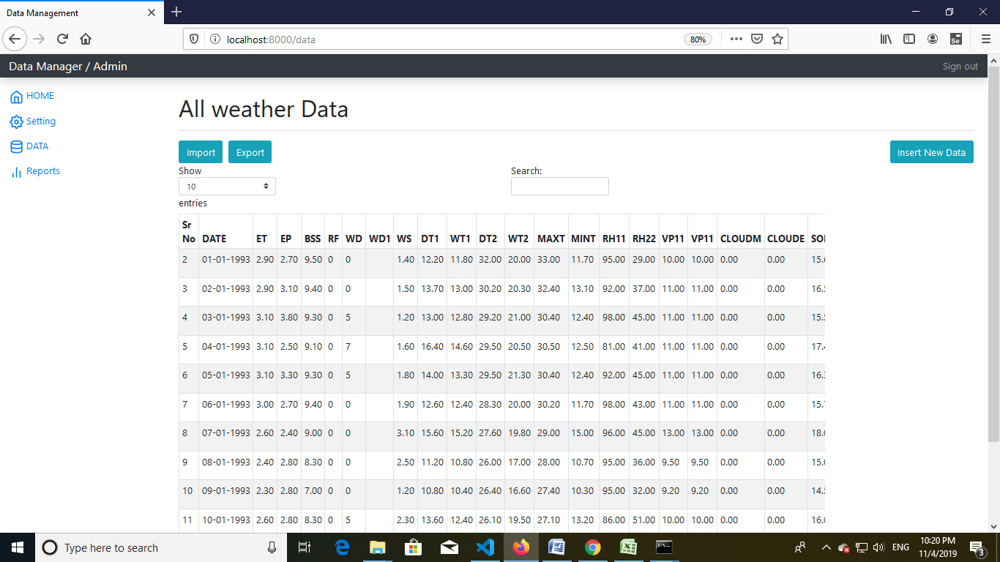 Data Management
localhost:8000/data
80%
Data Manager / Admin
Sign out
HOME
Setting
DATA
Reports
All weather Data
Import Export Insert New Data
Show Search:
10
entries
Sr No DATE ET EP BSS RF WD WD1 WS DT1 WT1 DT2 WT2 MAXT MINT RH11 RH22 VP11 VP11 CLOUDM CLOUDE
2 01-01-1993 2.90 2.70 9.50 0 0 1.40 12.20 11.80 32.00 20.00 33.00 11.70 95.00 29.00 10.00 10.00 0.00 0.00
3 02-01-1993 2.90 3.10 9.40 0 0 1.50 13.70 13.00 30.20 20.30 32.40 13.10 92.00 37.00 11.00 11.00 0.00 0.00
4 03-01-1993 3.10 3.80 9.30 0 5 1.20 13.00 12.80 29.20 21.00 30.40 12.40 98.00 45.00 11.00 11.00 0.00 0.00
5 04-01-1993 3.10 2.50 9.10 0 7 1.60 16.40 14.60 29.50 20.50 30.50 12.50 81.00 41.00 11.00 11.00 0.00 0.00
6 05-01-1993 3.10 3.30 9.30 0 5 1.80 14.00 13.30 29.50 21.30 30.40 12.40 92.00 45.00 11.00 11.00 0.00 0.00
7 06-01-1993 3.00 2.70 9.40 0 0 1.90 12.60 12.40 28.30 20.00 30.20 11.70 98.00 43.00 11.00 11.00 0.00 0.00
8 07-01-1993 2.60 2.40 9.00 0 0 3.10 15.60 15.20 27.60 19.80 29.00 15.00 96.00 45.00 13.00 13.00 0.00 0.00
9 08-01-1993 2.40 2.80 8.30 0 0 2.50 11.20 10.80 26.00 17.00 28.00 10.70 95.00 36.00 9.50 9.50 0.00 0.00
10 09-01-1993 2.30 2.80 7.00 0 0 1.20 10.80 10.40 26.40 16.60 27.40 10.30 95.00 32.00 9.20 9.20 0.00 0.00
11 10-01-1993 2.60 2.80 8.30 0 5 2.30 13.60 12.40 26.10 19.50 27.10 13.20 86.00 51.00 10.00 10.00 0.00 0.00
Type here to search
ENG
10:20 PM
11/4/2019
3